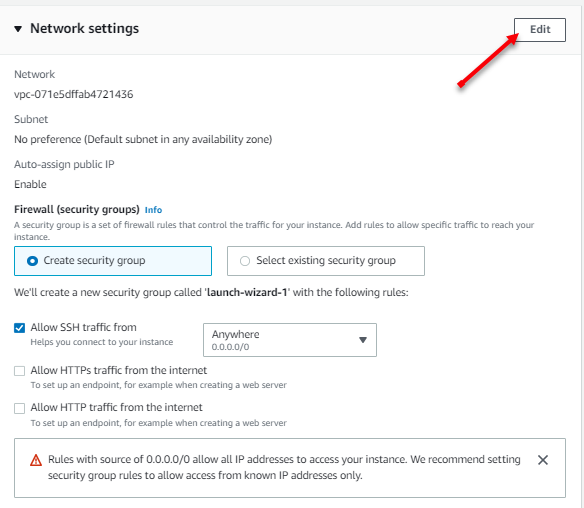 Network settings
Edit
Network
vpc-071e5dffab4721436
Subnet
No preference (Default subnet in any availability zone)
Auto-assign public IP
Enable
Firewall (security groups) Info
A security group is a set of firewall rules that control the traffic for your instance. Add rules to allow specific traffic to reach your
instance.
Create security group
Select existing security group
We'll create a new security group called 'launch-wizard-1' with the following rules:
Allow SSH traffic from
Helps you connect to your instance
Anywhere
0.0.0.0/0
Allow HTTPs traffic from the internet
To set up an endpoint, for example when creating a web server
Allow HTTP traffic from the internet
To set up an endpoint, for example when creating a web server
Rules with source of 0.0.0.0/0 allow all IP addresses to access your instance. We recommend setting
security group rules to allow access from known IP addresses only.